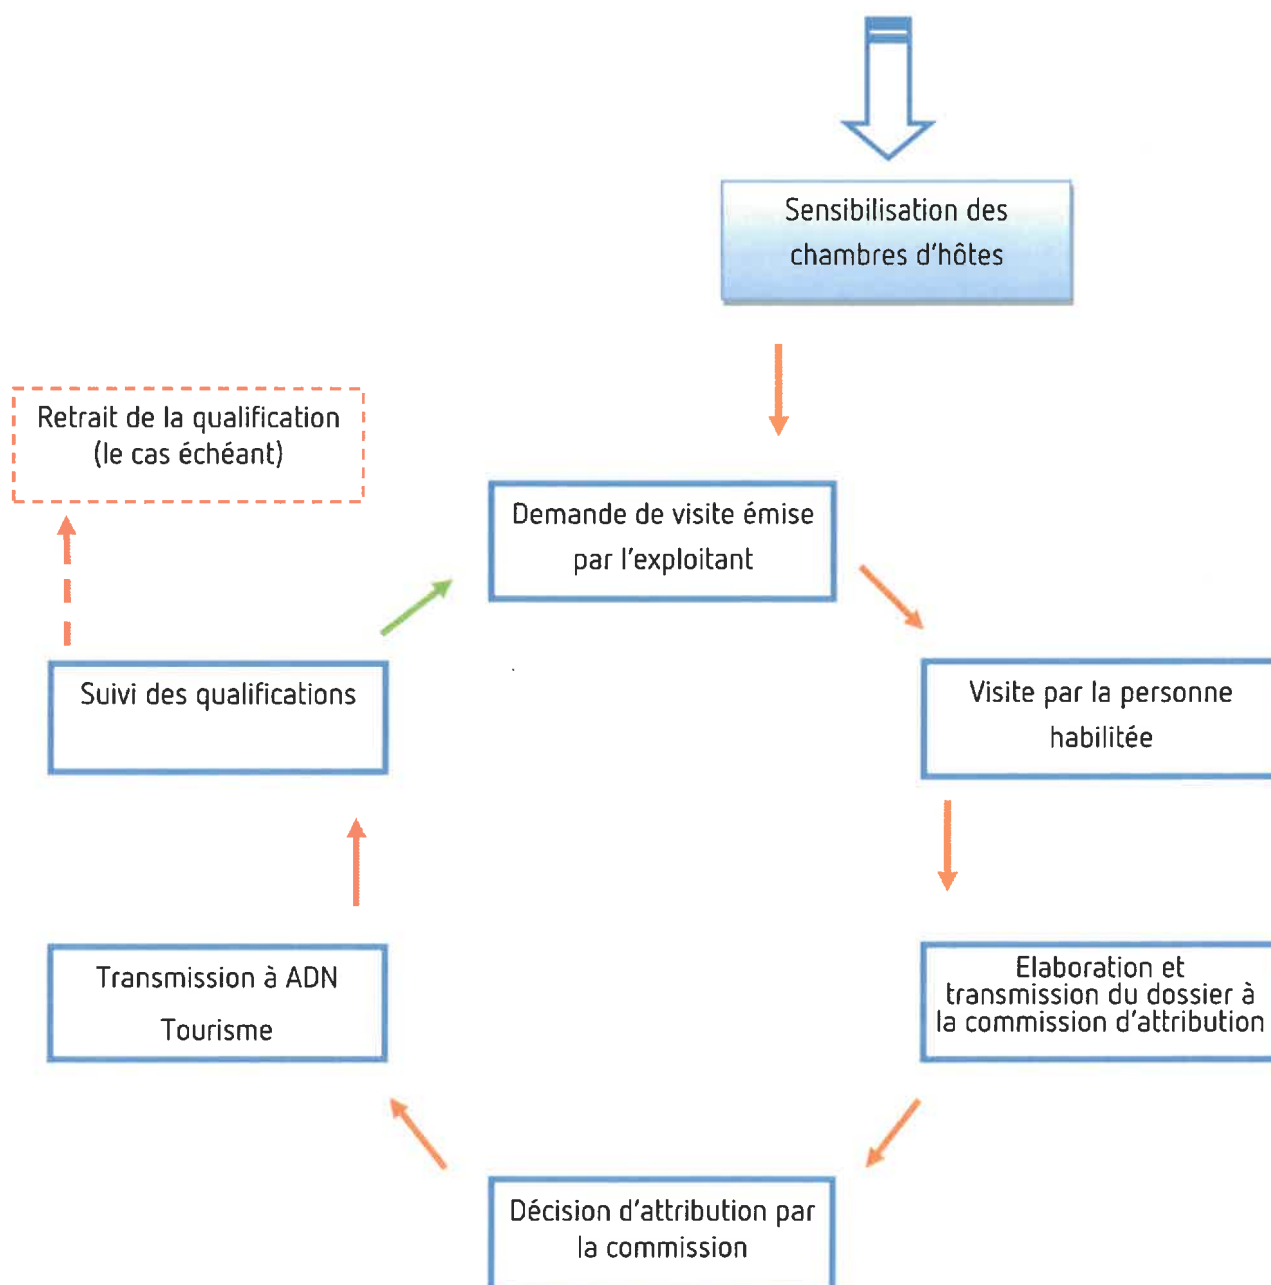 Sensibilisation des
chambres d'hôtes
Retrait de la qualification
(le cas échéant)
Demande de visite émise
par l'exploitant
Suivi des qualifications
Visite par la personne
habilitée
Transmission à ADN
Tourisme
Elaboration et
transmission du dossier à
la commission d'attribution
Décision d'attribution par
la commission